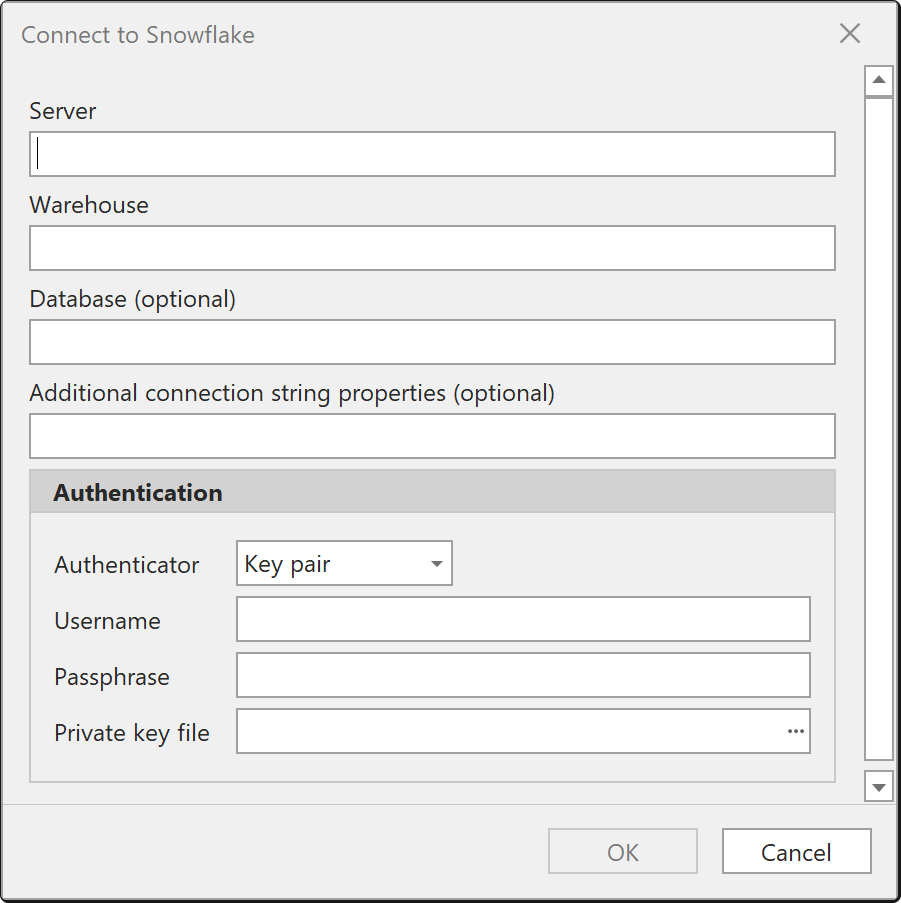 Connect to Snowflake
Server
Warehouse
Database (optional)
Additional connection string properties (optional)
Authentication
Authenticator Key pair
Username
Passphrase
Private key file ...
OK Cancel